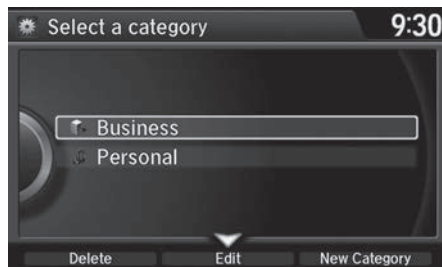 Select a category 9:30
Business
Personal
Delete Edit New Category